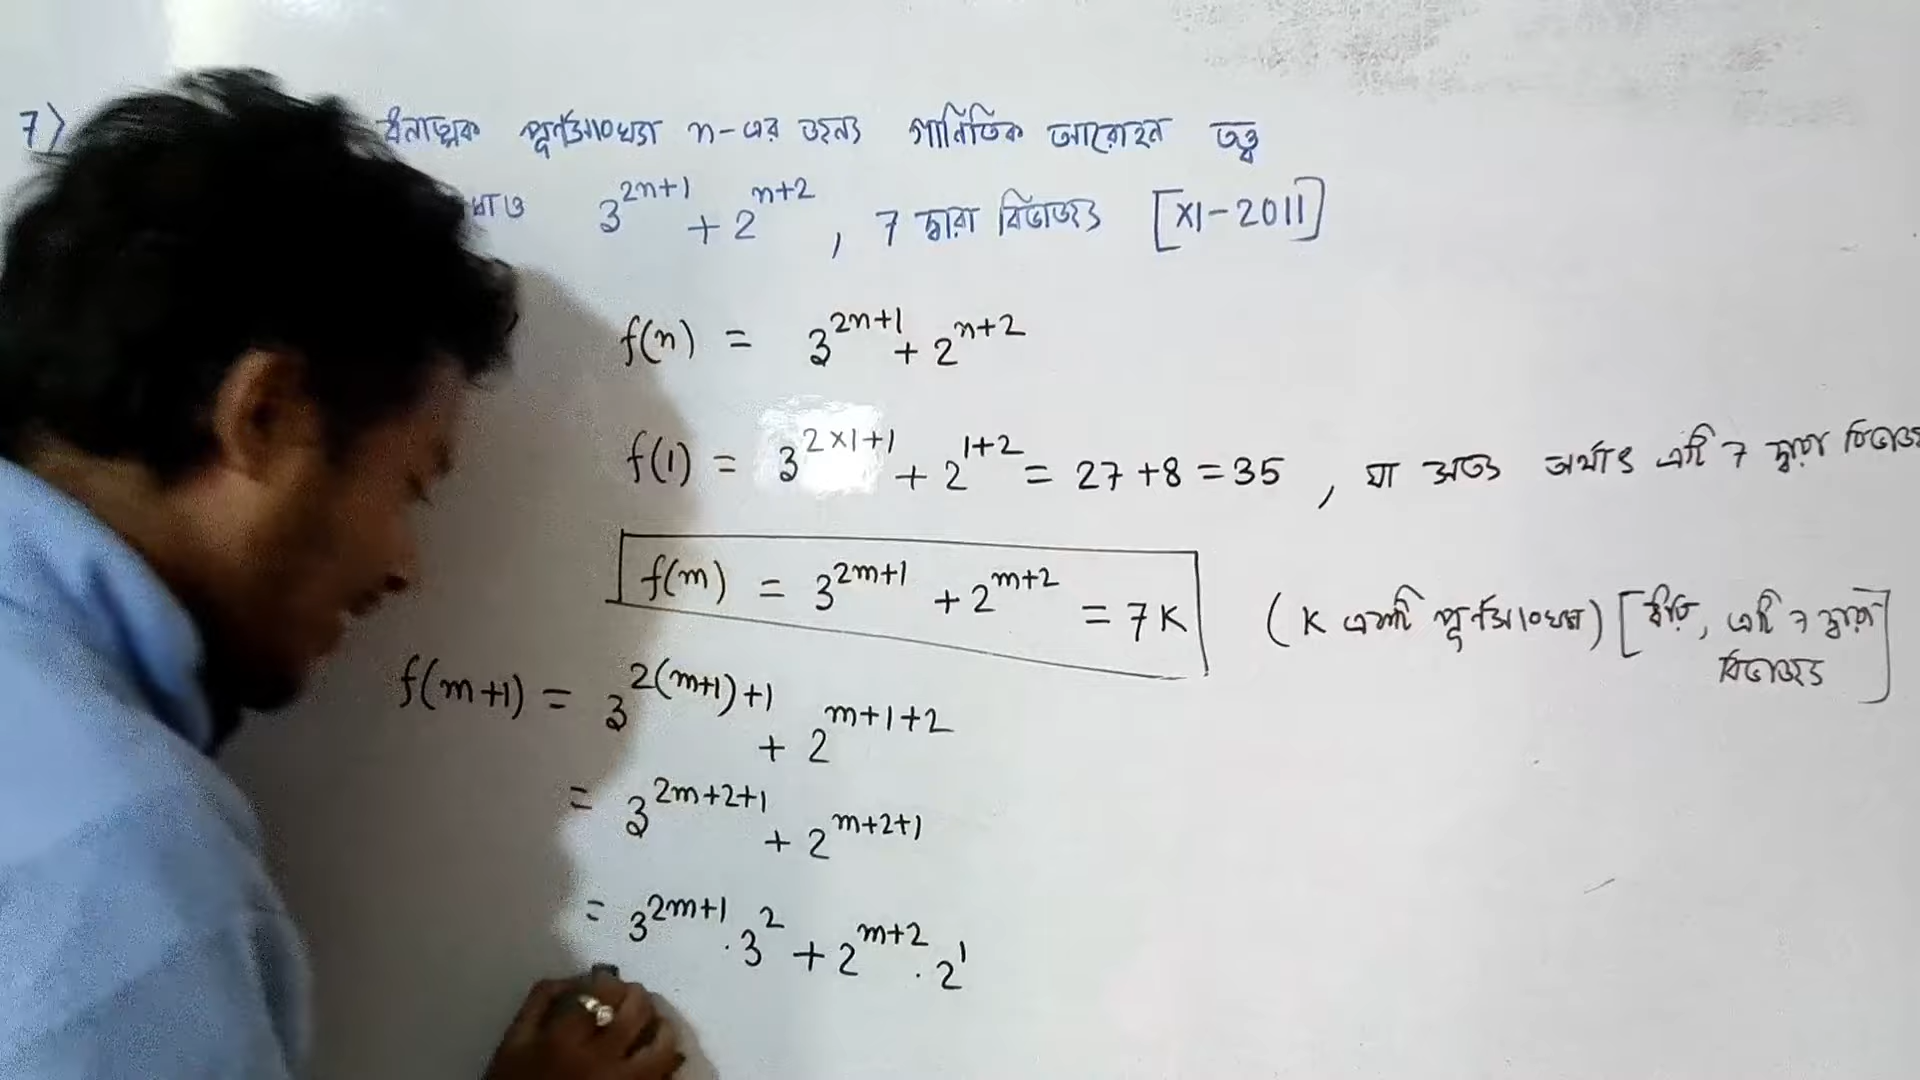 7) ধনাত্মক পূর্ণসংখ্যা n-এর জন্য গাণিতিক আরোহন তত্ত্ব
3^{2n+1} + 2^{n+2}, 7 দ্বারা বিভাজ্য [XI-2011]
f(n) = 3^{2n+1} + 2^{n+2}
f(1) = 3^{2×1+1} + 2^{1+2} = 27+8 = 35, যা সত্য অর্থাৎ এটি 7 দ্বারা
f(m) = 3^{2m+1} + 2^{m+2} = 7K (K একটি পূর্ণসংখ্যা) [ধরি, এটি 7 দ্বারা
বিভাজ্য]
f(m+1) = 3^{2(m+1)+1} + 2^{m+1+2}
= 3^{2m+2+1} + 2^{m+2+1}
= 3^{2m+1}.3^2 + 2^{m+2}.2^1